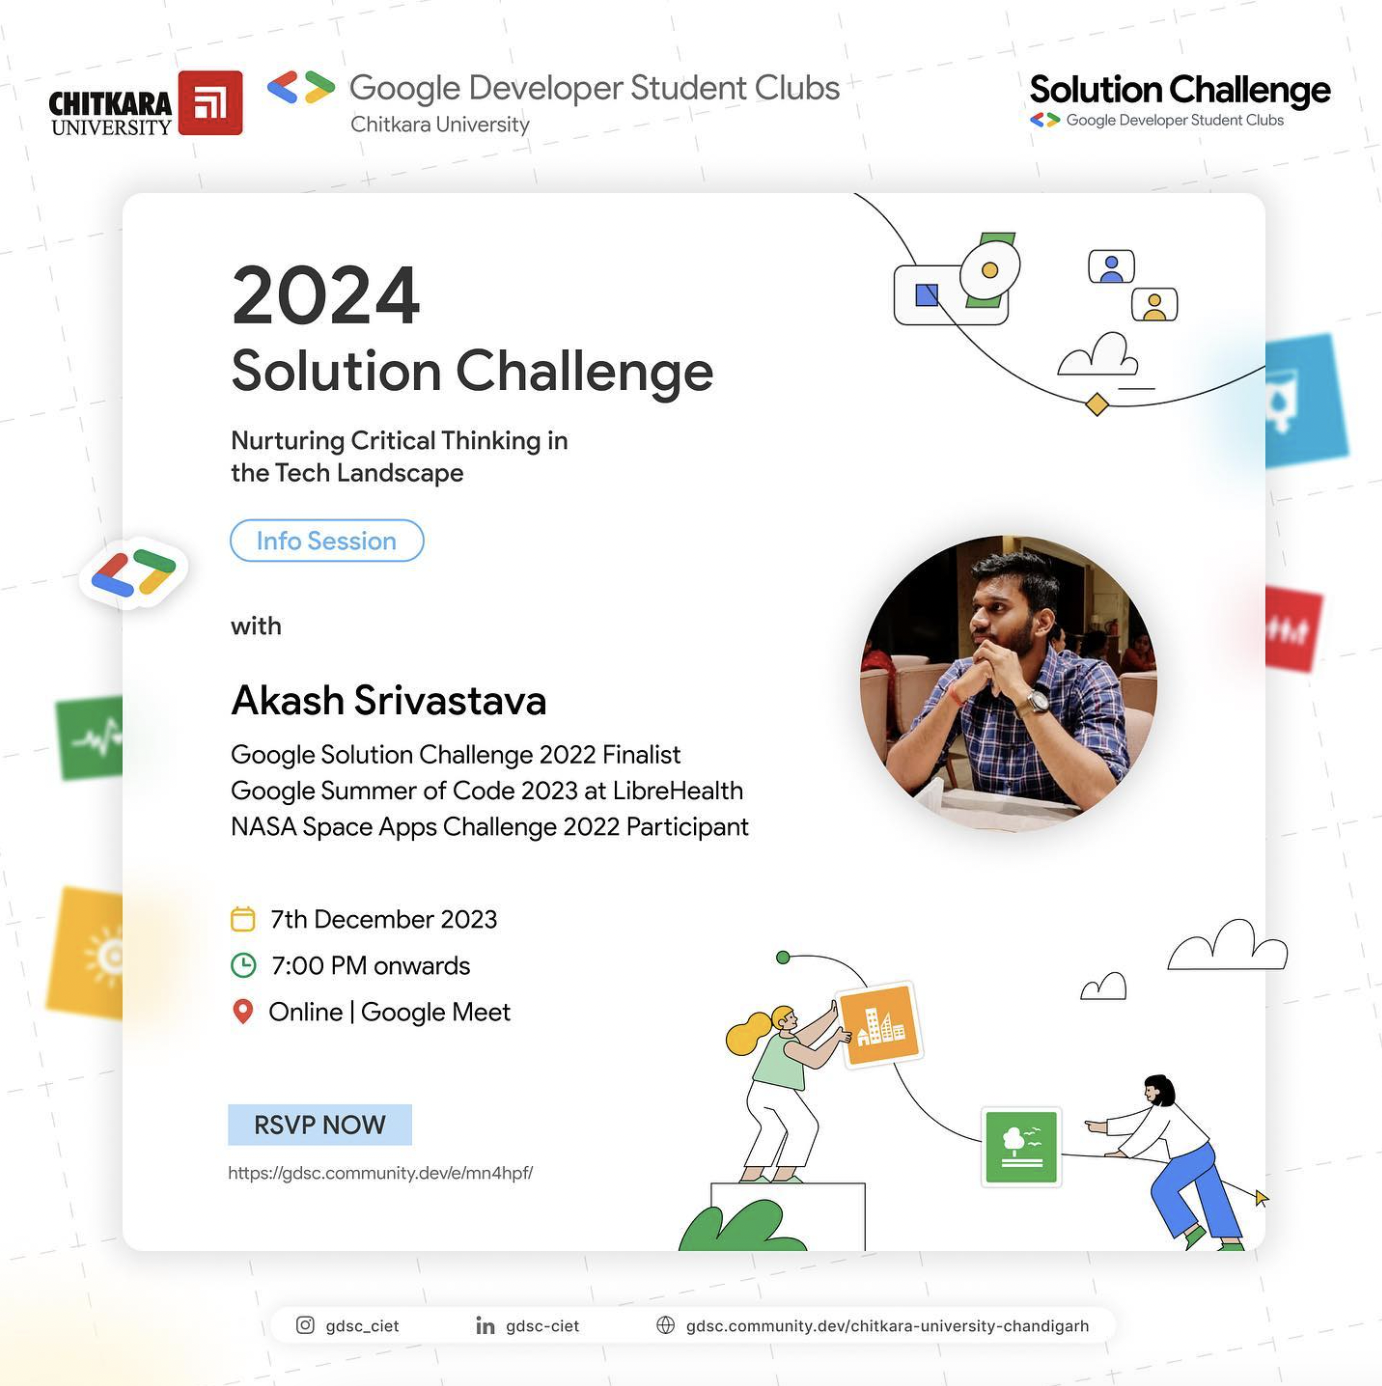 CHITKARA
UNIVERSITY
Google Developer Student Clubs
Chitkara University
Solution Challenge
Google Developer Student Clubs
2024
Solution Challenge
Nurturing Critical Thinking in
the Tech Landscape
Info Session
with
Akash Srivastava
Google Solution Challenge 2022 Finalist
Google Summer of Code 2023 at LibreHealth
NASA Space Apps Challenge 2022 Participant
7th December 2023
7:00 PM onwards
Online | Google Meet
RSVP NOW
https://gdsc.community.dev/e/mn4hpf/
gdsc_ciet
in gdsc-ciet
gdsc.community.dev/chitkara-university-chandigarh